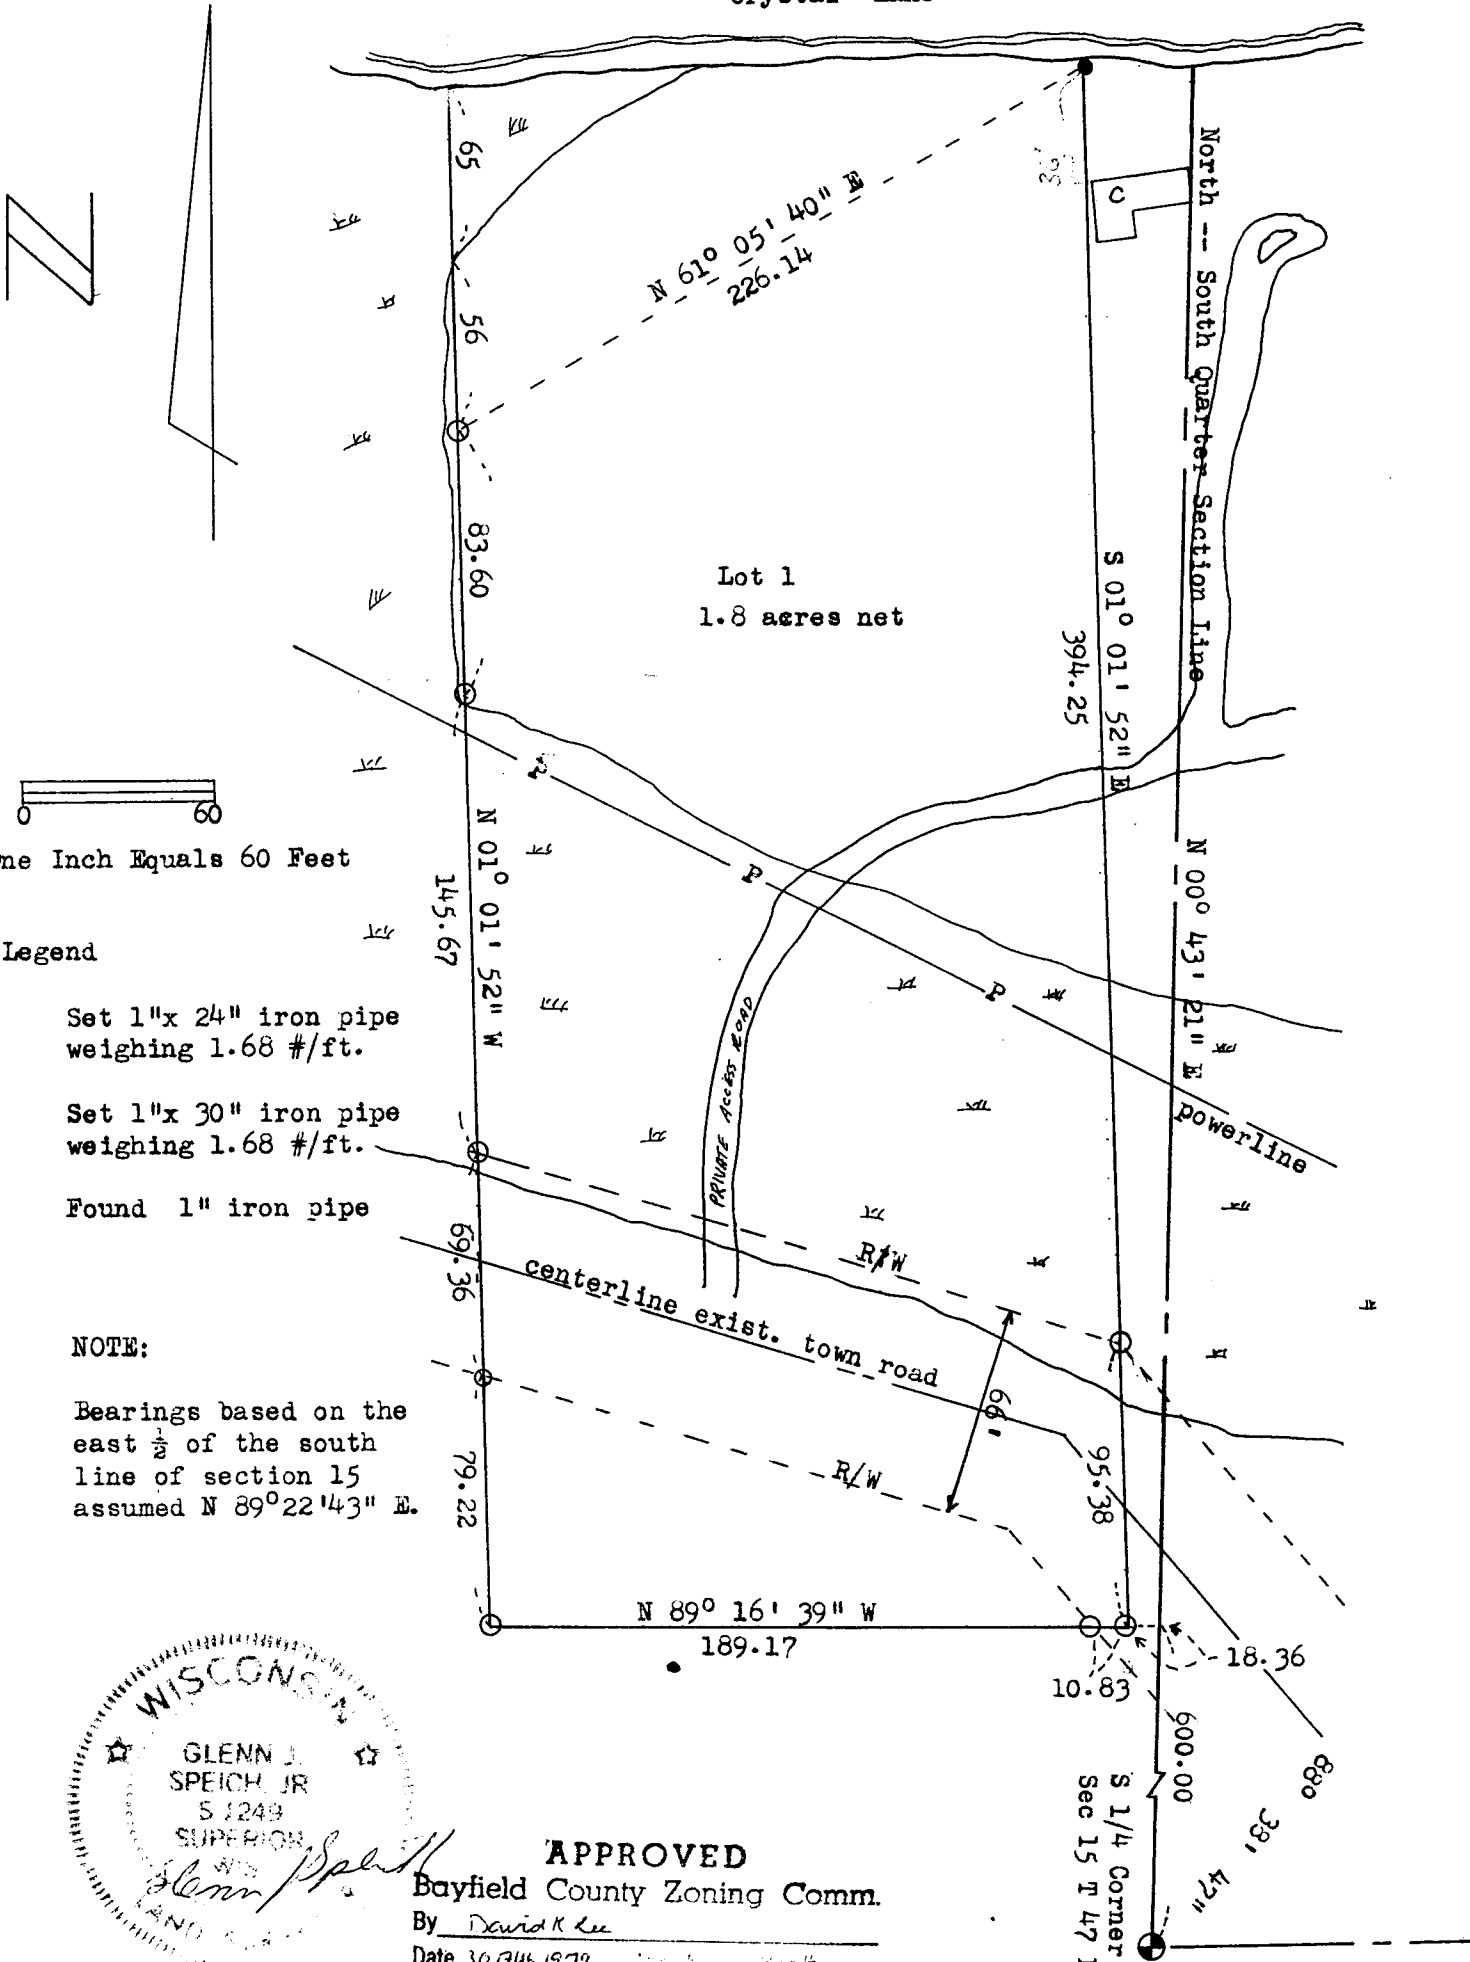 North -- South Quarter Section Line
65
N 61° 05' 40" E
226.14
C
56
83.60
Lot 1
1.8 acres net
S 01° 01' 52" E
394.25
P
P
P
powerline
0 60
ne Inch Equals 60 Feet
N 01° 01' 52" W
145.67
N 00° 43' 21" E
Legend
Set 1"x 24" iron pipe
weighing 1.68 #/ft.
Set 1"x 30" iron pipe
weighing 1.68 #/ft.
Found 1" iron pipe
PRIVATE ACCESS ROAD
R/W
69.36
centerline exist. town road
66'
R/W
95.38
79.22
NOTE:
Bearings based on the
east ½ of the south
line of section 15
assumed N 89°22'43" E.
N 89° 16' 39" W
189.17
10.83
18.36
600.00
88° 38' 47"
S 1/4 Corner
Sec 15 T 47
WISCONSIN
GLENN J.
SPEICH, JR
S 1249
SUPERIOR
WIS
LAND
APPROVED
Bayfield County Zoning Comm.
By David K Lee
Date